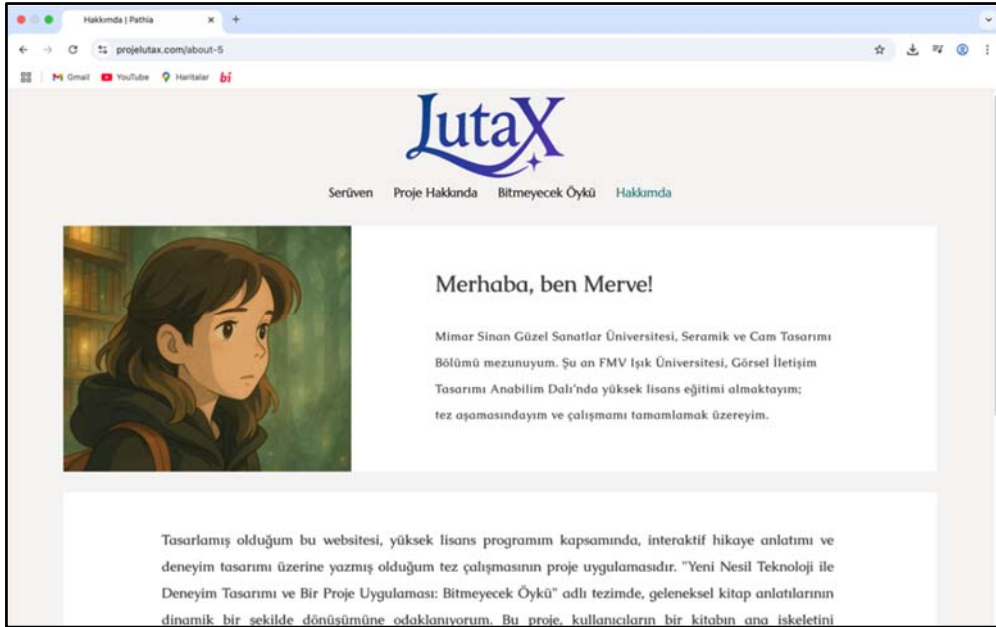 Hakkımda | Pathia
projelutax.com/about-5
Gmail YouTube Haritalar bi
LutaX
Serüven Proje Hakkında Bitmeyecek Öykü Hakkımda
Merhaba, ben Merve!
Mimar Sinan Güzel Sanatlar Üniversitesi, Seramik ve Cam Tasarımı
Bölümü mezunuyum. Şu an FMV Işık Üniversitesi, Görsel İletişim
Tasarımı Anabilim Dalı'nda yüksek lisans eğitimi almaktayım;
tez aşamasındayım ve çalışmamı tamamlamak üzereyim.
Tasarlamış olduğum bu websitesi, yüksek lisans programım kapsamında, interaktif hikaye anlatımı ve
deneyim tasarımı üzerine yazmış olduğum tez çalışmasının proje uygulamasıdır. "Yeni Nesil Teknoloji ile
Deneyim Tasarımı ve Bir Proje Uygulaması: Bitmeyecek Öykü" adlı tezimde, geleneksel kitap anlatılarının
dinamik bir şekilde dönüşümüne odaklanıyorum. Bu proje, kullanıcıların bir kitabın ana iskeletini